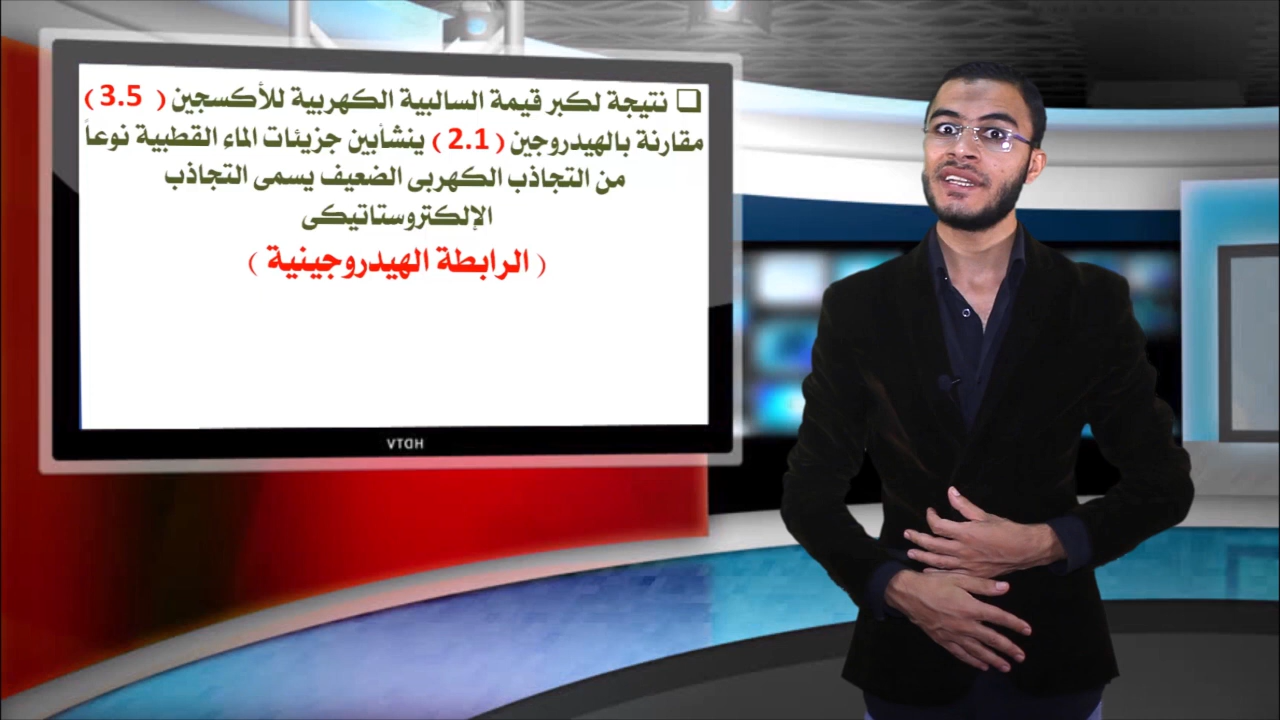 ❑ نتيجة لكبر قيمة السالبية الكهربية للأكسجين ( 3.5 )
مقارنة بالهيدروجين ( 2.1 ) ينشأبين جزيئات الماء القطبية نوعاً
من التجاذب الكهربى الضعيف يسمى التجاذب
الإلكتروستاتيكى
( الرابطة الهيدروجينية )
HDTV